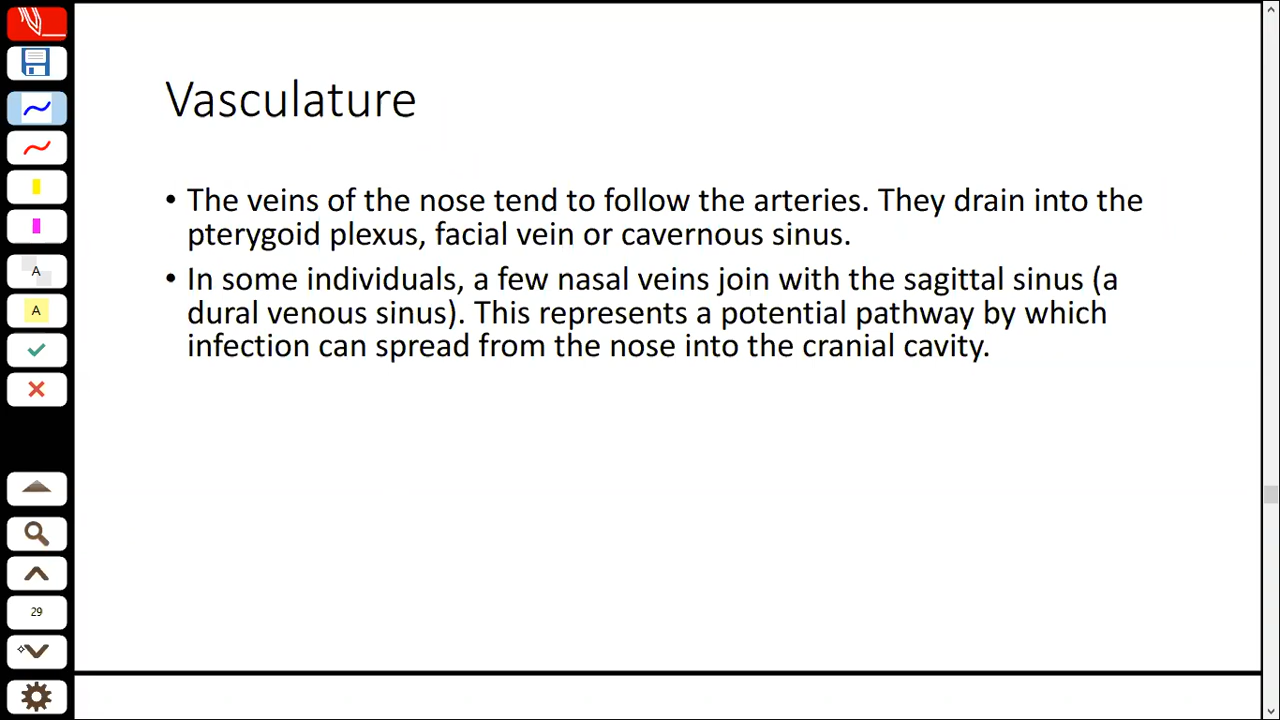 Vasculature
• The veins of the nose tend to follow the arteries. They drain into the
pterygoid plexus, facial vein or cavernous sinus.
• In some individuals, a few nasal veins join with the sagittal sinus (a
dural venous sinus). This represents a potential pathway by which
infection can spread from the nose into the cranial cavity.
A
A
29